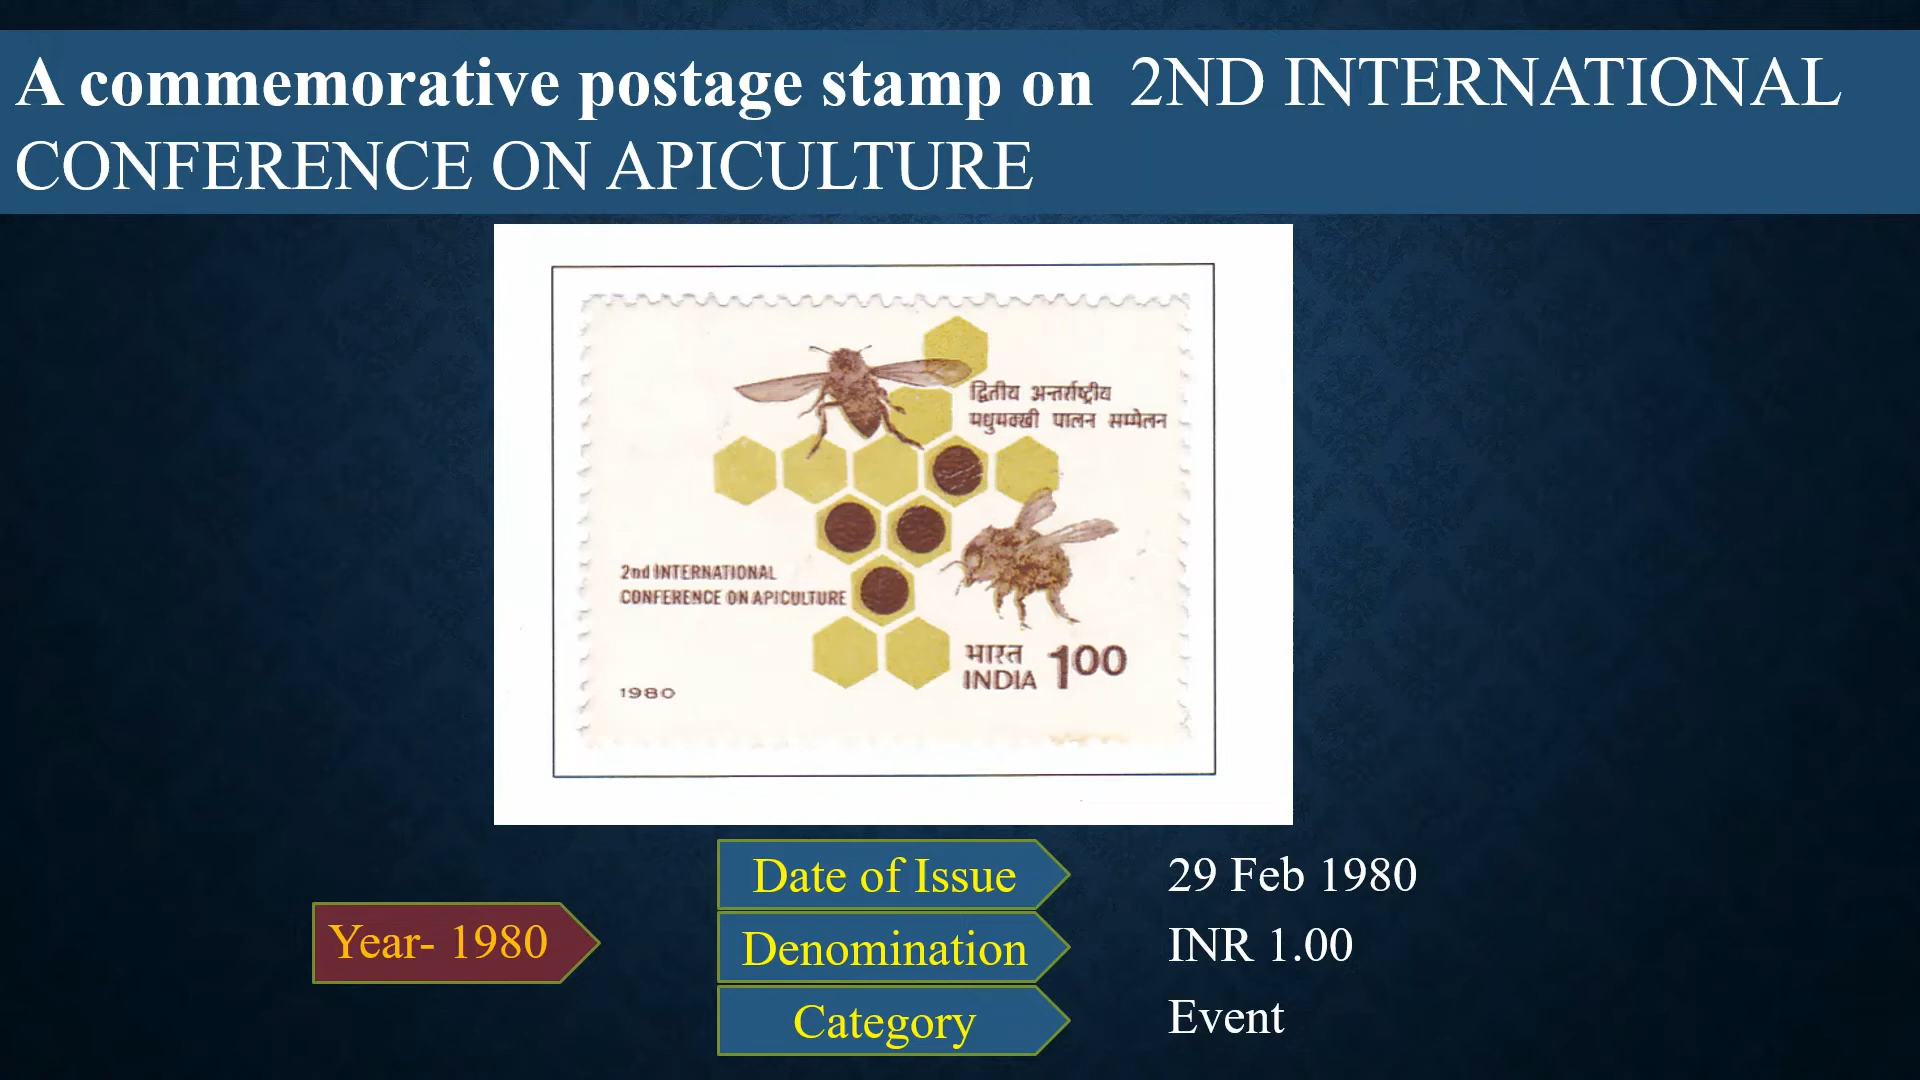 A commemorative postage stamp on 2ND INTERNATIONAL
CONFERENCE ON APICULTURE
द्वितीय अन्तर्राष्ट्रीय
मधुमक्खी पालन सम्मेलन
2nd INTERNATIONAL
CONFERENCE ON APICULTURE
भारत
INDIA 100
1980
Date of Issue 29 Feb 1980
Year- 1980
Denomination INR 1.00
Category Event